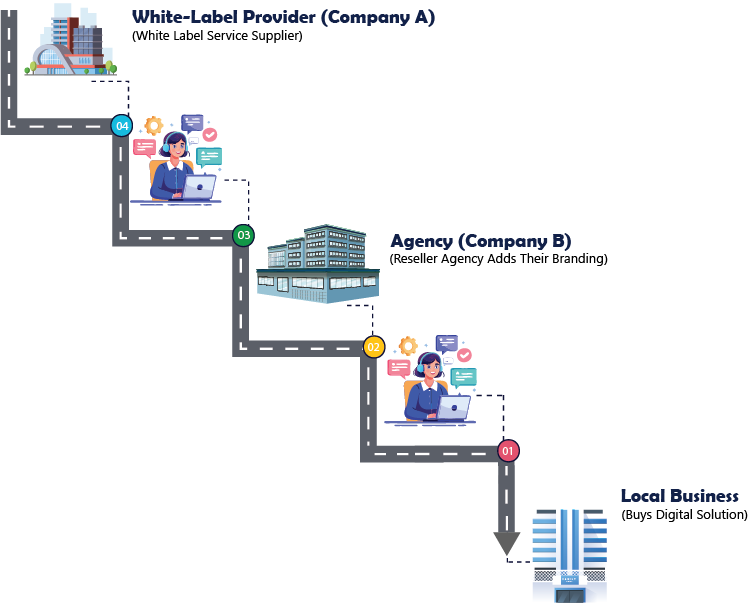 White-Label Provider (Company A)
(White Label Service Supplier)
04
03
Agency (Company B)
(Reseller Agency Adds Their Branding)
02
01
Local Business
(Buys Digital Solution)